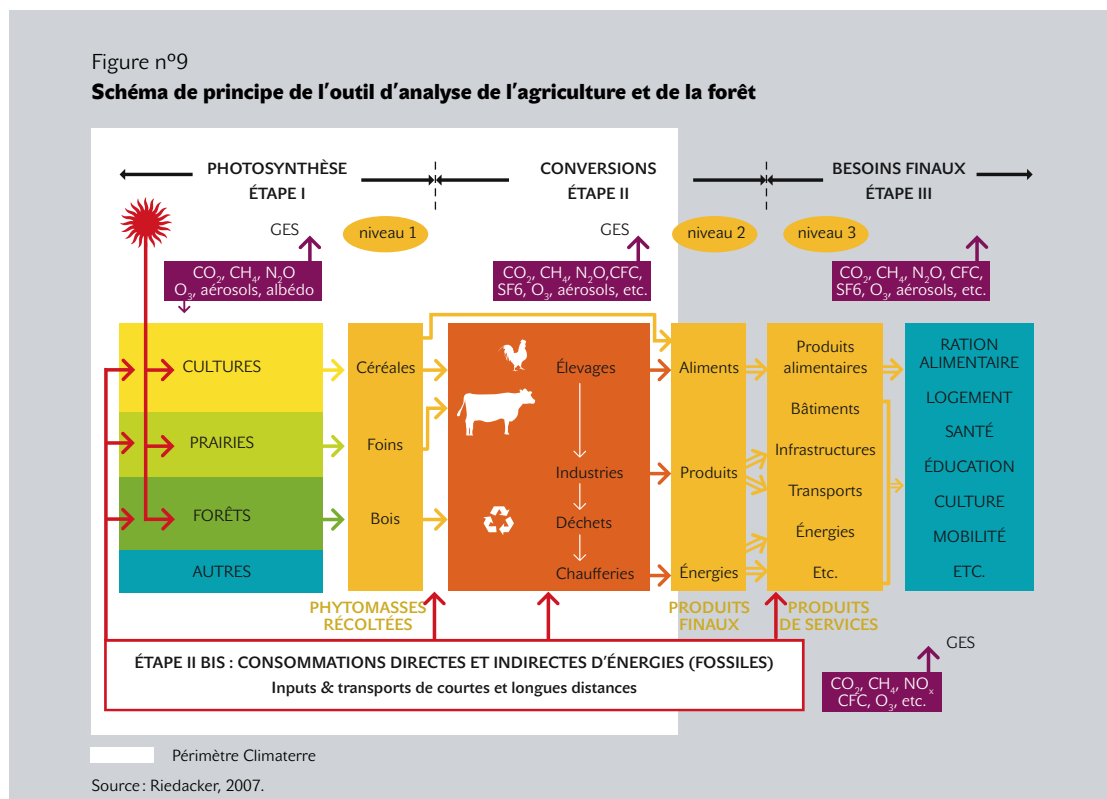 Figure nº9
Schéma de principe de l'outil d'analyse de l'agriculture et de la forêt
PHOTOSYNTHÈSE
ÉTAPE I
CONVERSIONS
ÉTAPE II
BESOINS FINAUX
ÉTAPE III
GES
niveau 1
GES
niveau 2
niveau 3
CO₂, CH₄, N₂O
O₃, aérosols, albédo
CO₂, CH₄, N₂O,CFC,
SF6, O₃, aérosols, etc.
CO₂, CH₄, N₂O, CFC,
SF6, O₃, aérosols, etc.
CULTURES
PRAIRIES
FORÊTS
AUTRES
Céréales
Foins
Bois
Élevages
Industries
Déchets
Chaufferies
Aliments
Produits
Énergies
Produits
alimentaires
Bâtiments
Infrastructures
Transports
Énergies
Etc.
RATION
ALIMENTAIRE
LOGEMENT
SANTÉ
ÉDUCATION
CULTURE
MOBILITÉ
ETC.
PHYTOMASSES
RÉCOLTÉES
PRODUITS
FINAUX
PRODUITS
DE SERVICES
ÉTAPE II BIS : CONSOMMATIONS DIRECTES ET INDIRECTES D'ÉNERGIES (FOSSILES)
Inputs & transports de courtes et longues distances
GES
CO₂, CH₄, NOₓ
CFC, O₃, etc.
Périmètre Climaterre
Source : Riedacker, 2007.